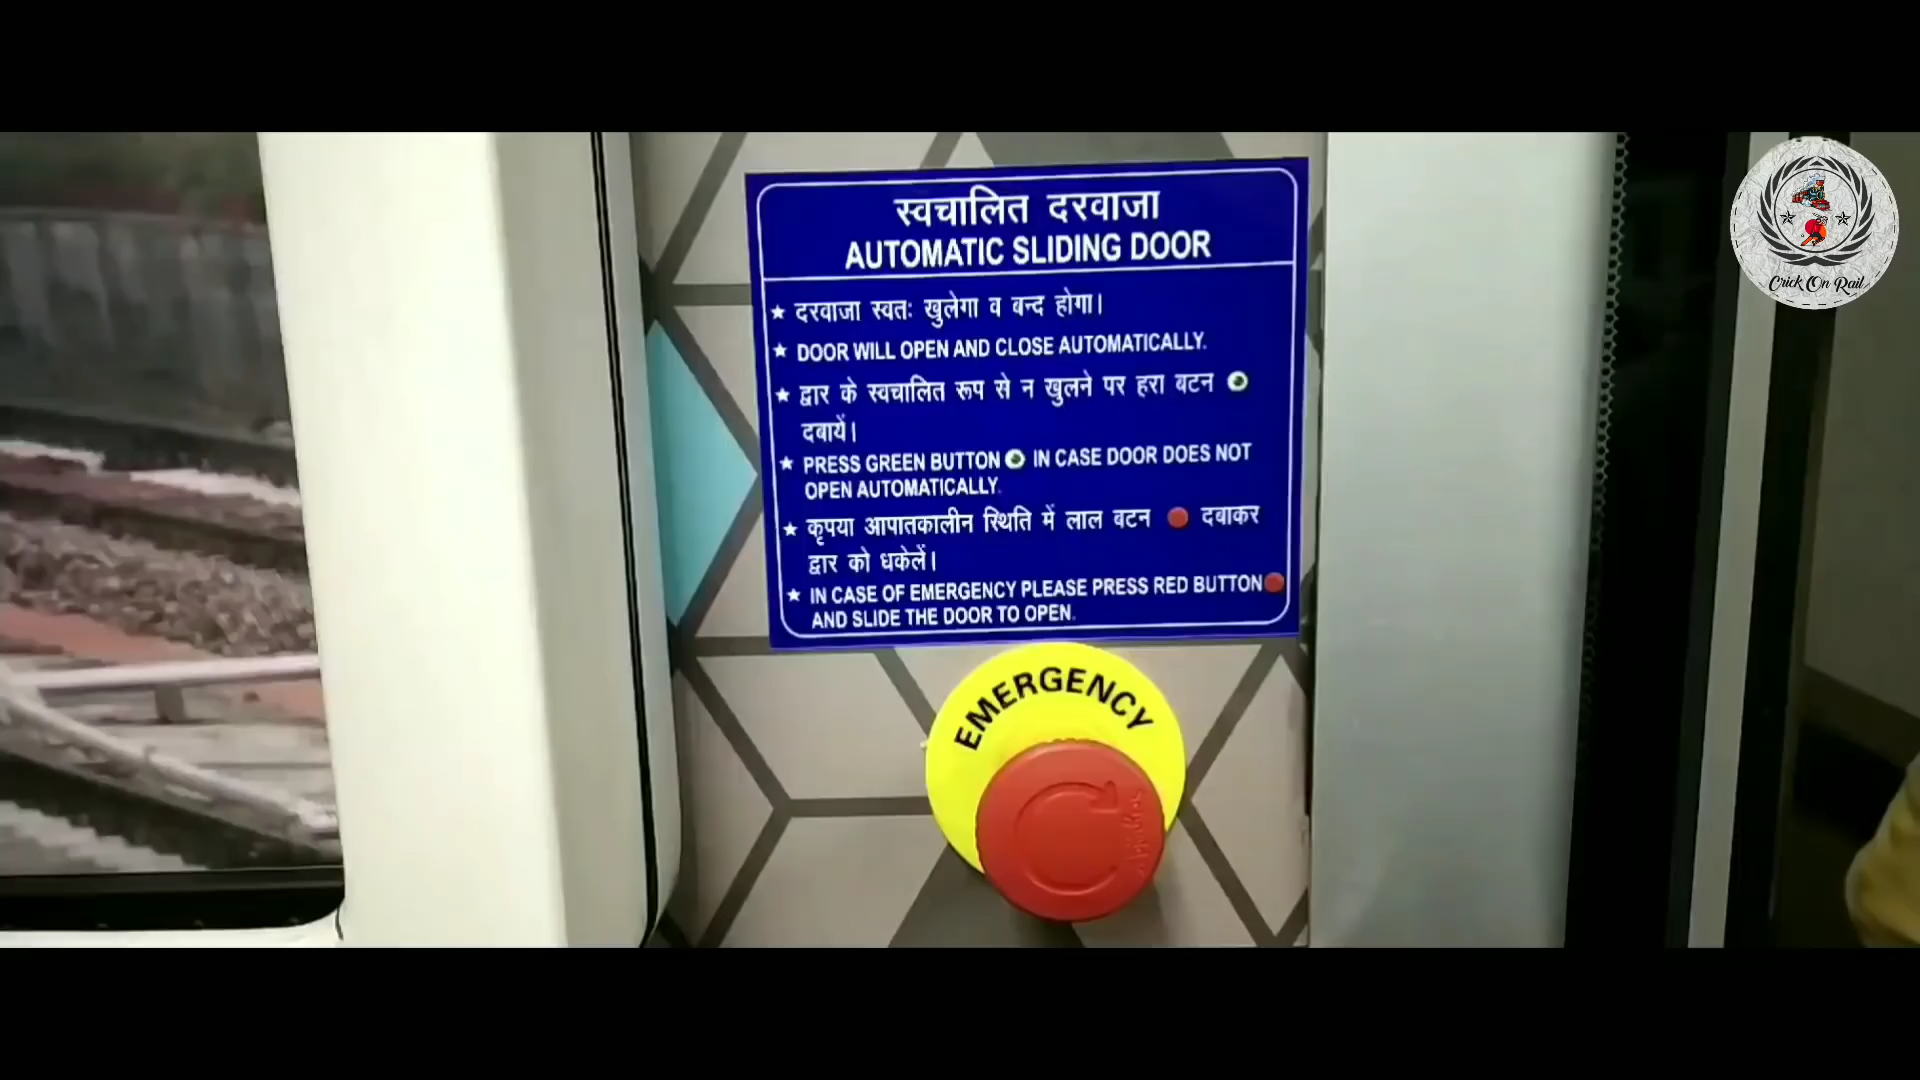 स्वचालित दरवाजा
AUTOMATIC SLIDING DOOR
★ दरवाजा स्वतः खुलेगा व बन्द होगा।
★ DOOR WILL OPEN AND CLOSE AUTOMATICALLY.
★ द्वार के स्वचालित रूप से न खुलने पर हरा बटन
दबायें।
★ PRESS GREEN BUTTON IN CASE DOOR DOES NOT
OPEN AUTOMATICALLY.
★ कृपया आपातकालीन स्थिति में लाल बटन दबाकर
द्वार को धकेलें।
★ IN CASE OF EMERGENCY PLEASE PRESS RED BUTTON
AND SLIDE THE DOOR TO OPEN.
EMERGENCY
Crick On Rail